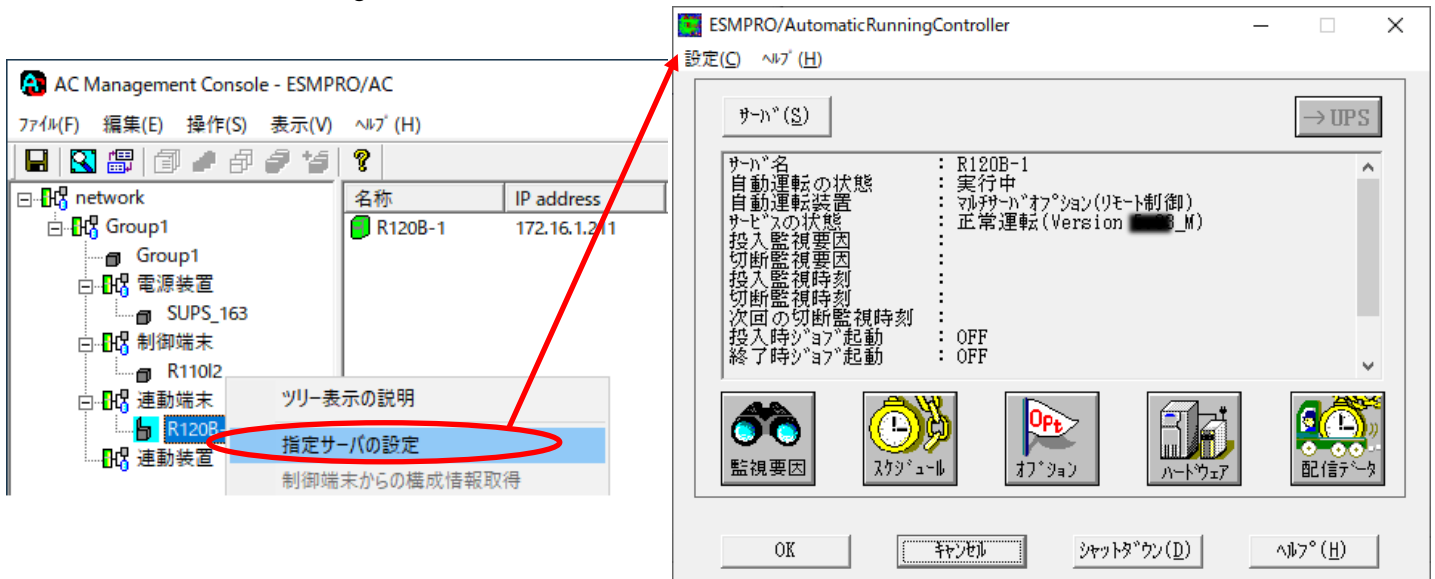 AC Management Console - ESMPRO/AC
ﾌｧｲﾙ(F) 編集(E) 操作(S) 表示(V) ﾍﾙﾌﾟ(H)
network
Group1
Group1
電源装置
SUPS_163
制御端末
R110I2
連動端末
R120B-
連動装置
名称 IP address
R120B-1 172.16.1.211
ツリー表示の説明
指定サーバの設定
制御端末からの構成情報取得
ESMPRO/AutomaticRunningController
設定(C) ﾍﾙﾌﾟ(H)
ｻｰﾊﾞ(S)
→UPS
ｻｰﾊﾞ名 : R120B-1
自動運転の状態 : 実行中
自動運転装置 : ﾏﾙﾁｻｰﾊﾞｵﾌﾟｼｮﾝ(ﾘﾓｰﾄ制御)
ｻｰﾋﾞｽの状態 : 正常運転(Version _M)
投入監視要因 :
切断監視要因 :
投入監視時刻 :
切断監視時刻 :
次回の切断監視時刻 :
投入時ｼﾞｮﾌﾞ起動 : OFF
終了時ｼﾞｮﾌﾞ起動 : OFF
監視要因
ｽｹｼﾞｭｰﾙ
OPt
ｵﾌﾟｼｮﾝ
ﾊｰﾄﾞｳｪｱ
配信ﾃﾞｰﾀ
OK
ｷｬﾝｾﾙ
ｼｬｯﾄﾀﾞｳﾝ(D)
ﾍﾙﾌﾟ(H)